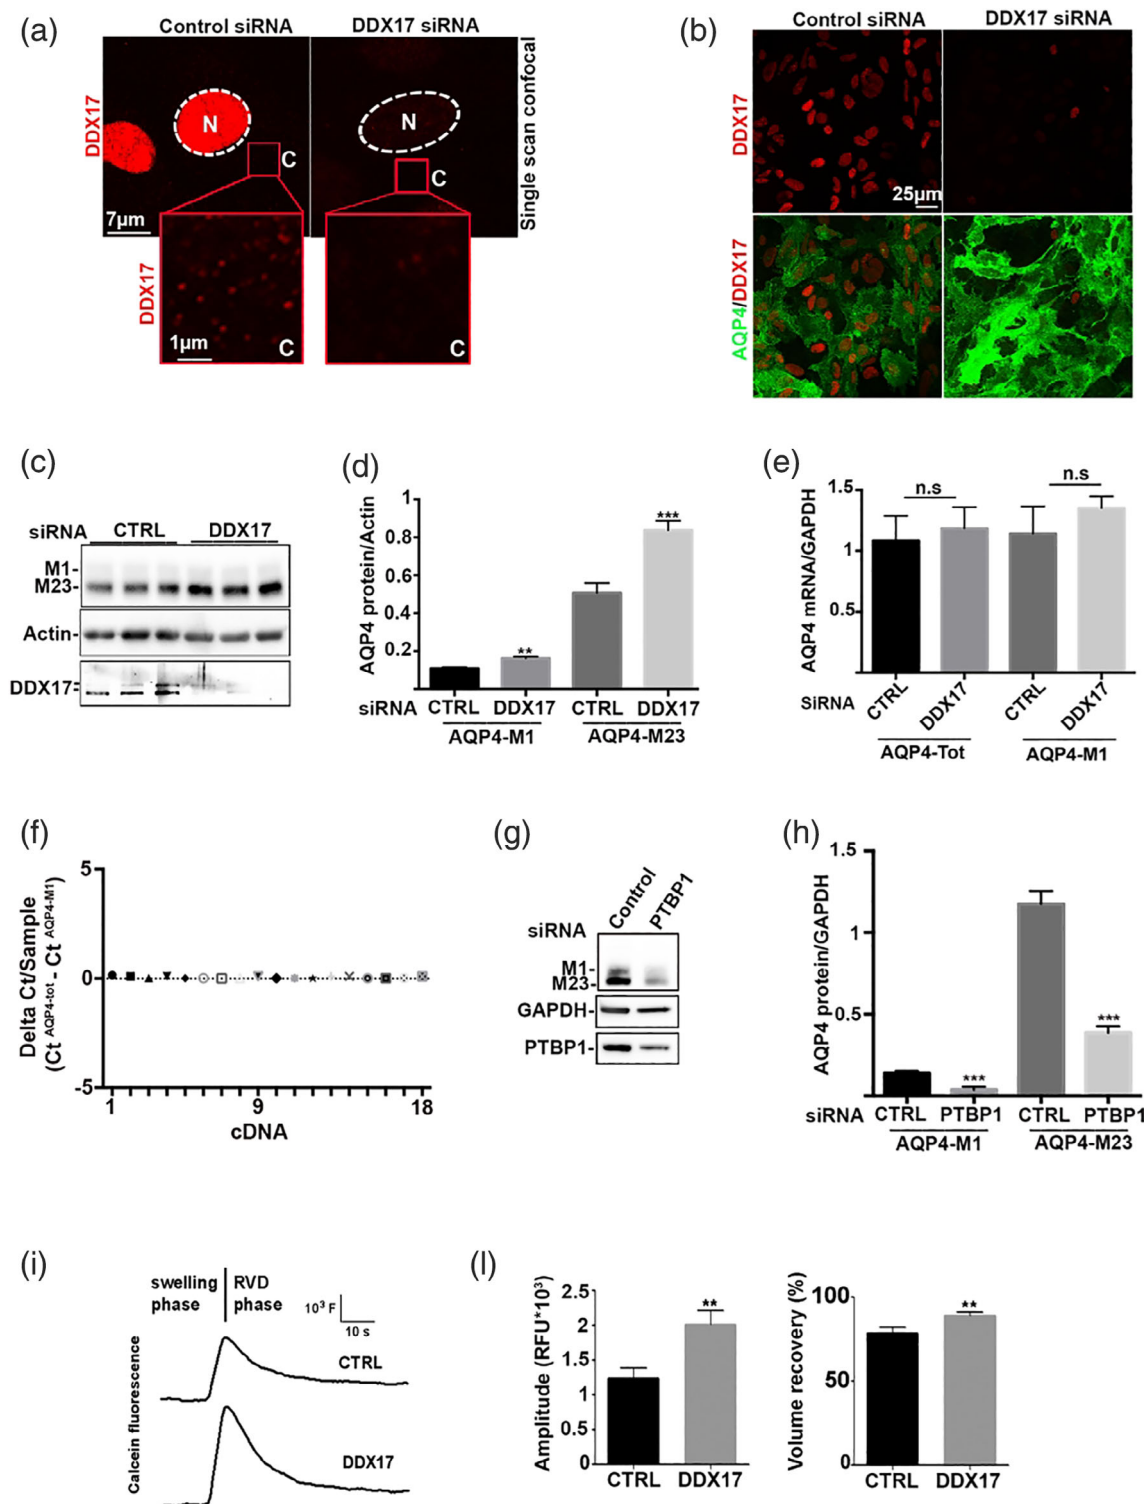 (a)
Control siRNA DDX17 siRNA
DDX17
N N
C C
7µm
Single scan confocal
DDX17
1µm
C C
(b)
Control siRNA DDX17 siRNA
DDX17
25µm
AQP4/DDX17
(c)
siRNA CTRL DDX17
M1-
M23-
Actin-
DDX17-
(d)
AQP4 protein/Actin
1
0.8
0.6
0.4
0.2
** ***
siRNA CTRL DDX17 CTRL DDX17
AQP4-M1 AQP4-M23
(e)
AQP4 mRNA/GAPDH
1.5
1
.5
n.s n.s
SiRNA CTRL DDX17 CTRL DDX17
AQP4-Tot AQP4-M1
(f)
Delta Ct/Sample
(Ct AQP4-tot - Ct AQP4-M1)
5
0
-5
1 9 18
cDNA
(g)
siRNA Control PTBP1
M1-
M23-
GAPDH-
PTBP1-
(h)
AQP4 protein/GAPDH
1.5
1
0.5
*** ***
siRNA CTRL PTBP1 CTRL PTBP1
AQP4-M1 AQP4-M23
(i)
swelling RVD
phase phase
10³ F
10 s
Calcein fluorescence
CTRL
DDX17
(l)
Amplitude (RFU*10³)
2.5
2
1.5
1
0.5
0
**
CTRL DDX17
Volume recovery (%)
100
50
0
**
CTRL DDX17